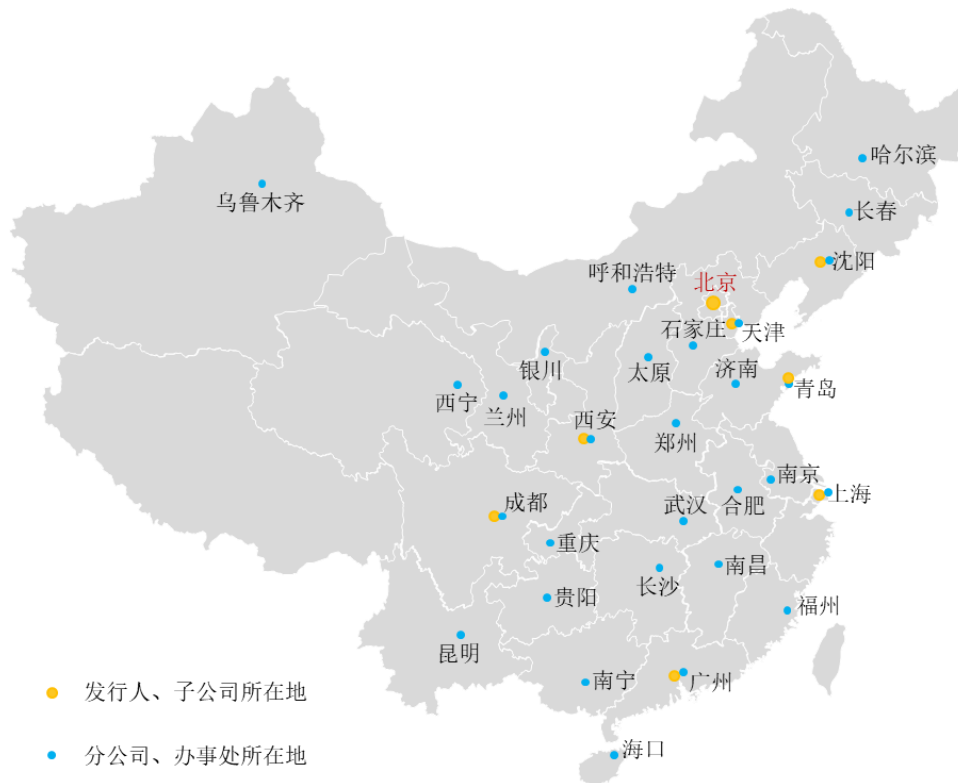 哈尔滨
乌鲁木齐
长春
沈阳
呼和浩特
北京
石家庄
天津
银川
太原
济南
青岛
西宁
兰州
西安
郑州
南京
上海
成都
武汉
合肥
重庆
南昌
长沙
贵阳
福州
昆明
南宁
广州
发行人、子公司所在地
海口
分公司、办事处所在地